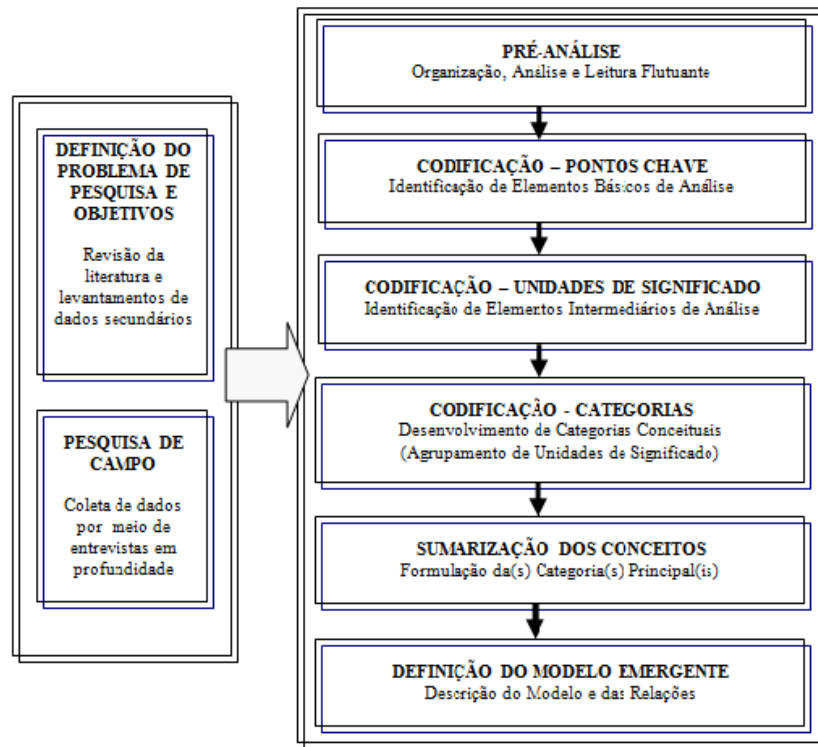 DEFINIÇÃO DO
PROBLEMA DE
PESQUISA E
OBJETIVOS
Revisão da
literatura e
levantamentos de
dados secundários
PESQUISA DE
CAMPO
Coleta de dados
por meio de
entrevistas em
profundidade
PRÉ-ANÁLISE
Organização, Análise e Leitura Flutuante
CODIFICAÇÃO – PONTOS CHAVE
Identificação de Elementos Básicos de Análise
CODIFICAÇÃO – UNIDADES DE SIGNIFICADO
Identificação de Elementos Intermediários de Análise
CODIFICAÇÃO - CATEGORIAS
Desenvolvimento de Categorias Conceituais
(Agrupamento de Unidades de Significado)
SUMARIZAÇÃO DOS CONCEITOS
Formulação da(s) Categoria(s) Principal(is)
DEFINIÇÃO DO MODELO EMERGENTE
Descrição do Modelo e das Relações